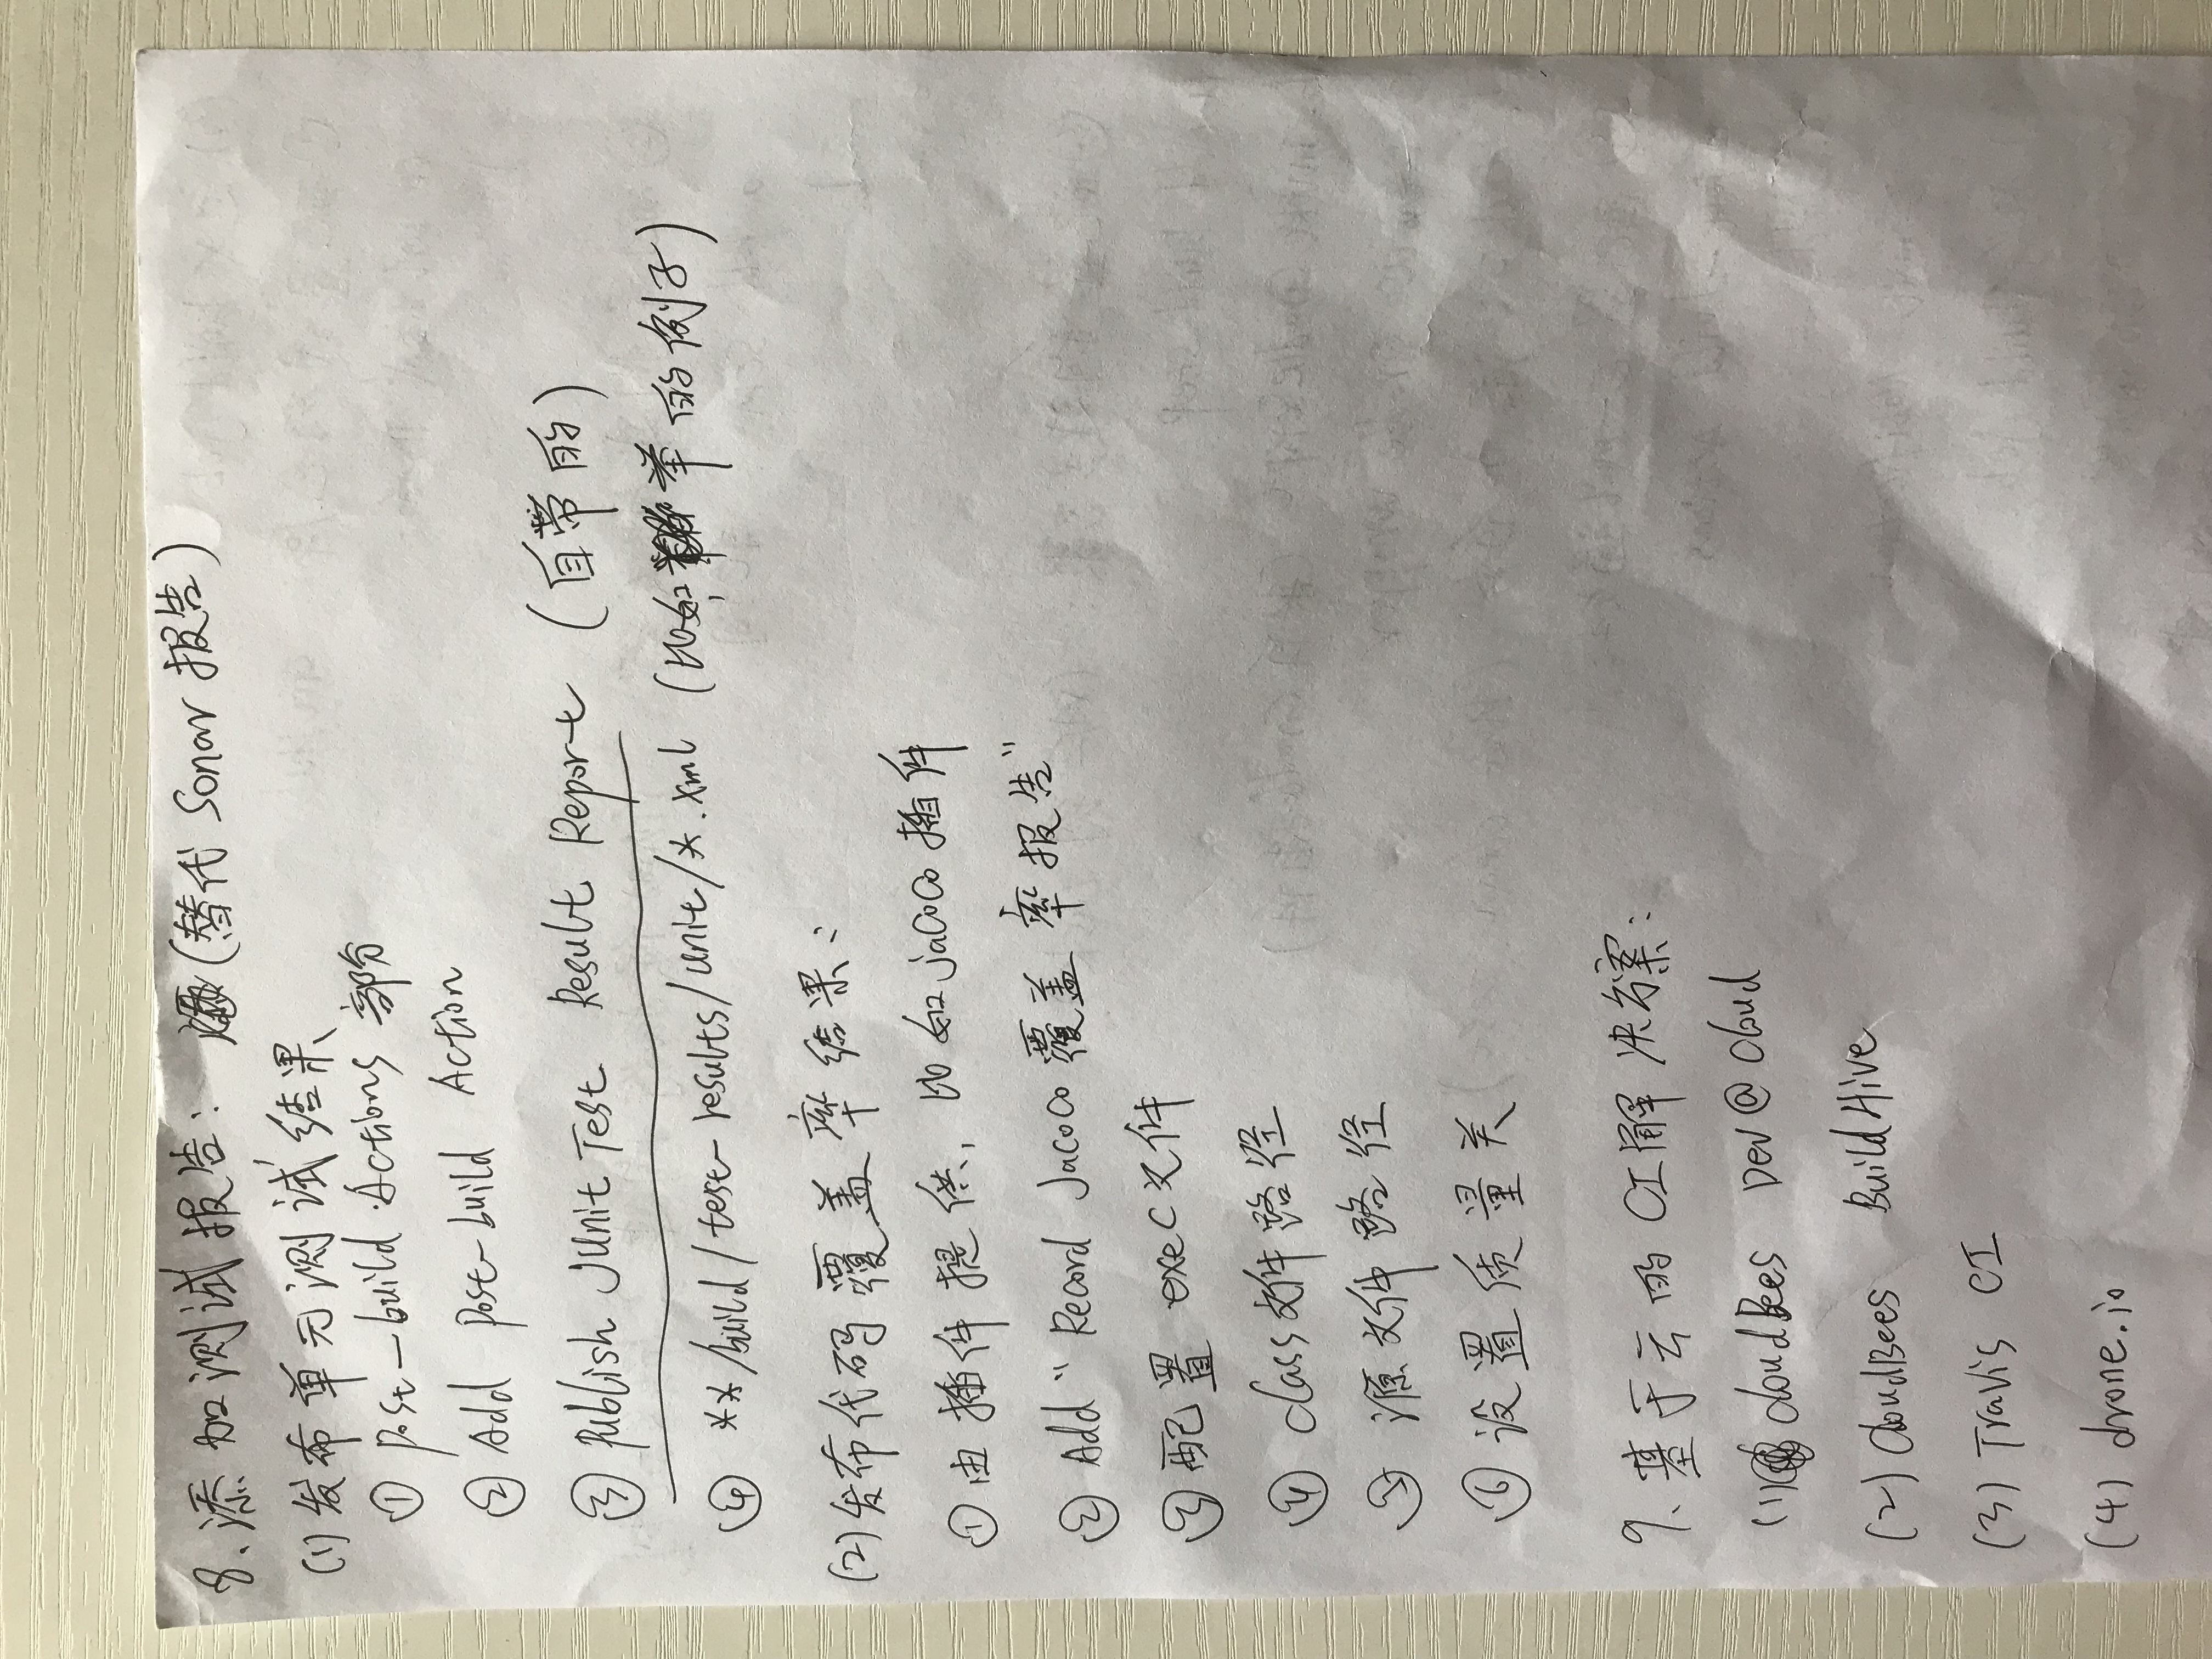 8、添加测试报告： (替代 Sonar 报告)
(1) 发布单元测试结果
① Post-build Actions 部分
② Add Post-build Action
③ Publish JUnit Test Result Report (自带的)
④ **/build/test-results/unit/*.xml (比如, 举的例子)
(2) 发布代码覆盖率结果：
① 由插件提供, 比如 jacoco 插件
② Add "Record Jacoco 覆盖率报告"
③ 配置 exec 文件
④ class 文件路径
⑤ 源文件路径
⑥ 设置质量关
9、基于云的 CI 解决方案：
(1) CloudBees Dev@Cloud
(2) CloudBees BuildHive
(3) Travis CI
(4) drone.io